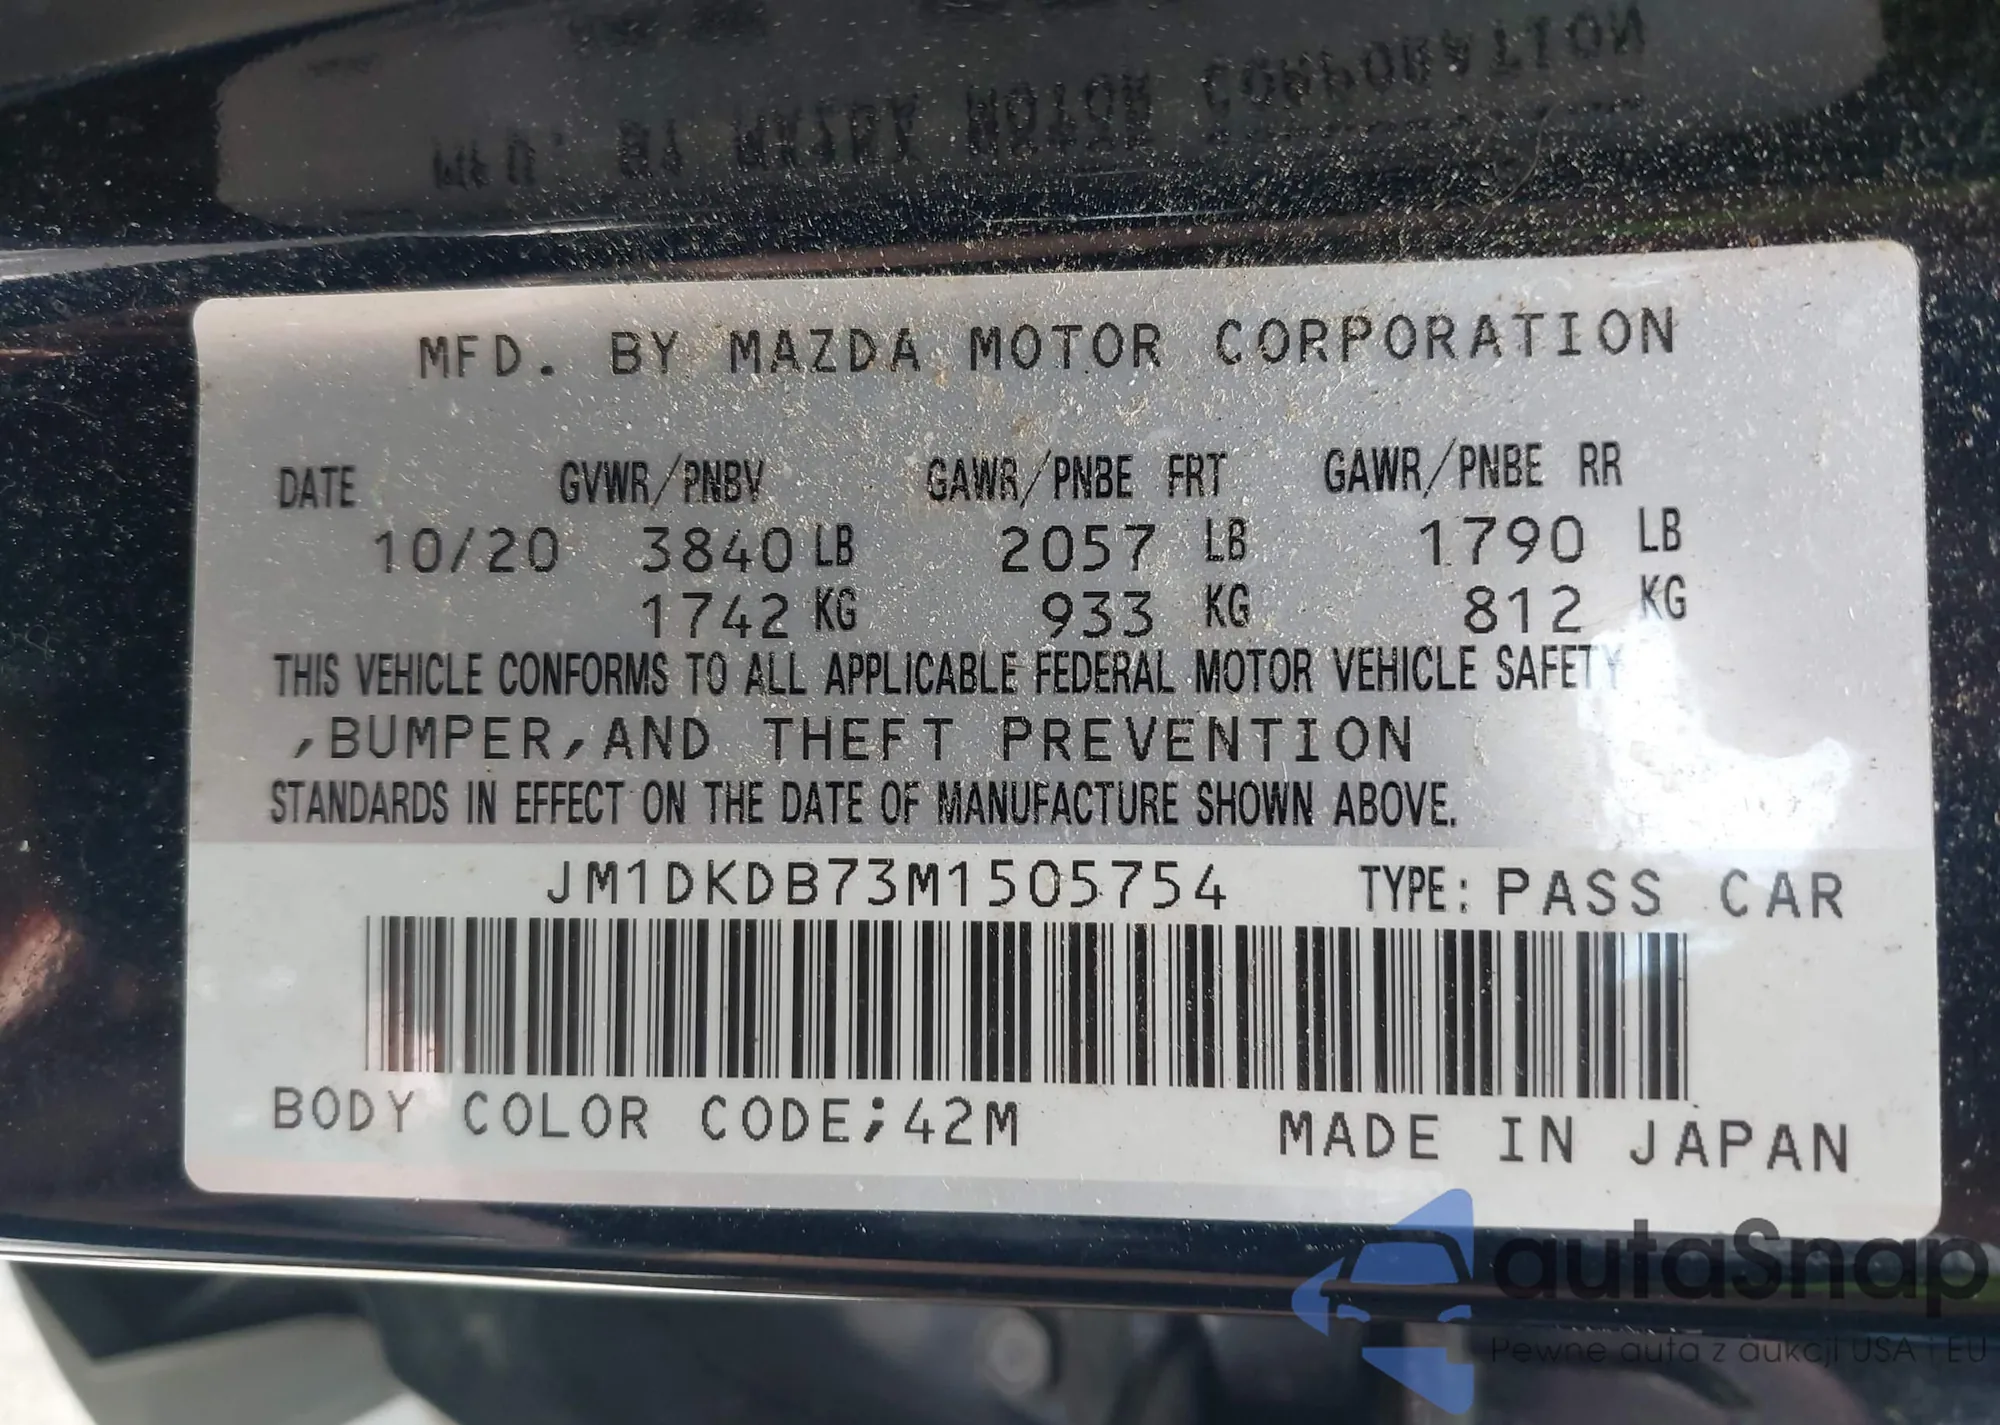 MFD. BY MAZDA MOTOR CORPORATION
DATE GVWR/PNBV GAWR/PNBE FRT GAWR/PNBE RR
10/20 3840 LB 2057 LB 1790 LB
1742 KG 933 KG 812 KG
THIS VEHICLE CONFORMS TO ALL APPLICABLE FEDERAL MOTOR VEHICLE SAFETY
,BUMPER,AND THEFT PREVENTION
STANDARDS IN EFFECT ON THE DATE OF MANUFACTURE SHOWN ABOVE.
JM1DKDB73M1505754 TYPE: PASS CAR
BODY COLOR CODE;42M MADE IN JAPAN
autaSnap
Pewne auta z aukcji USA i EU